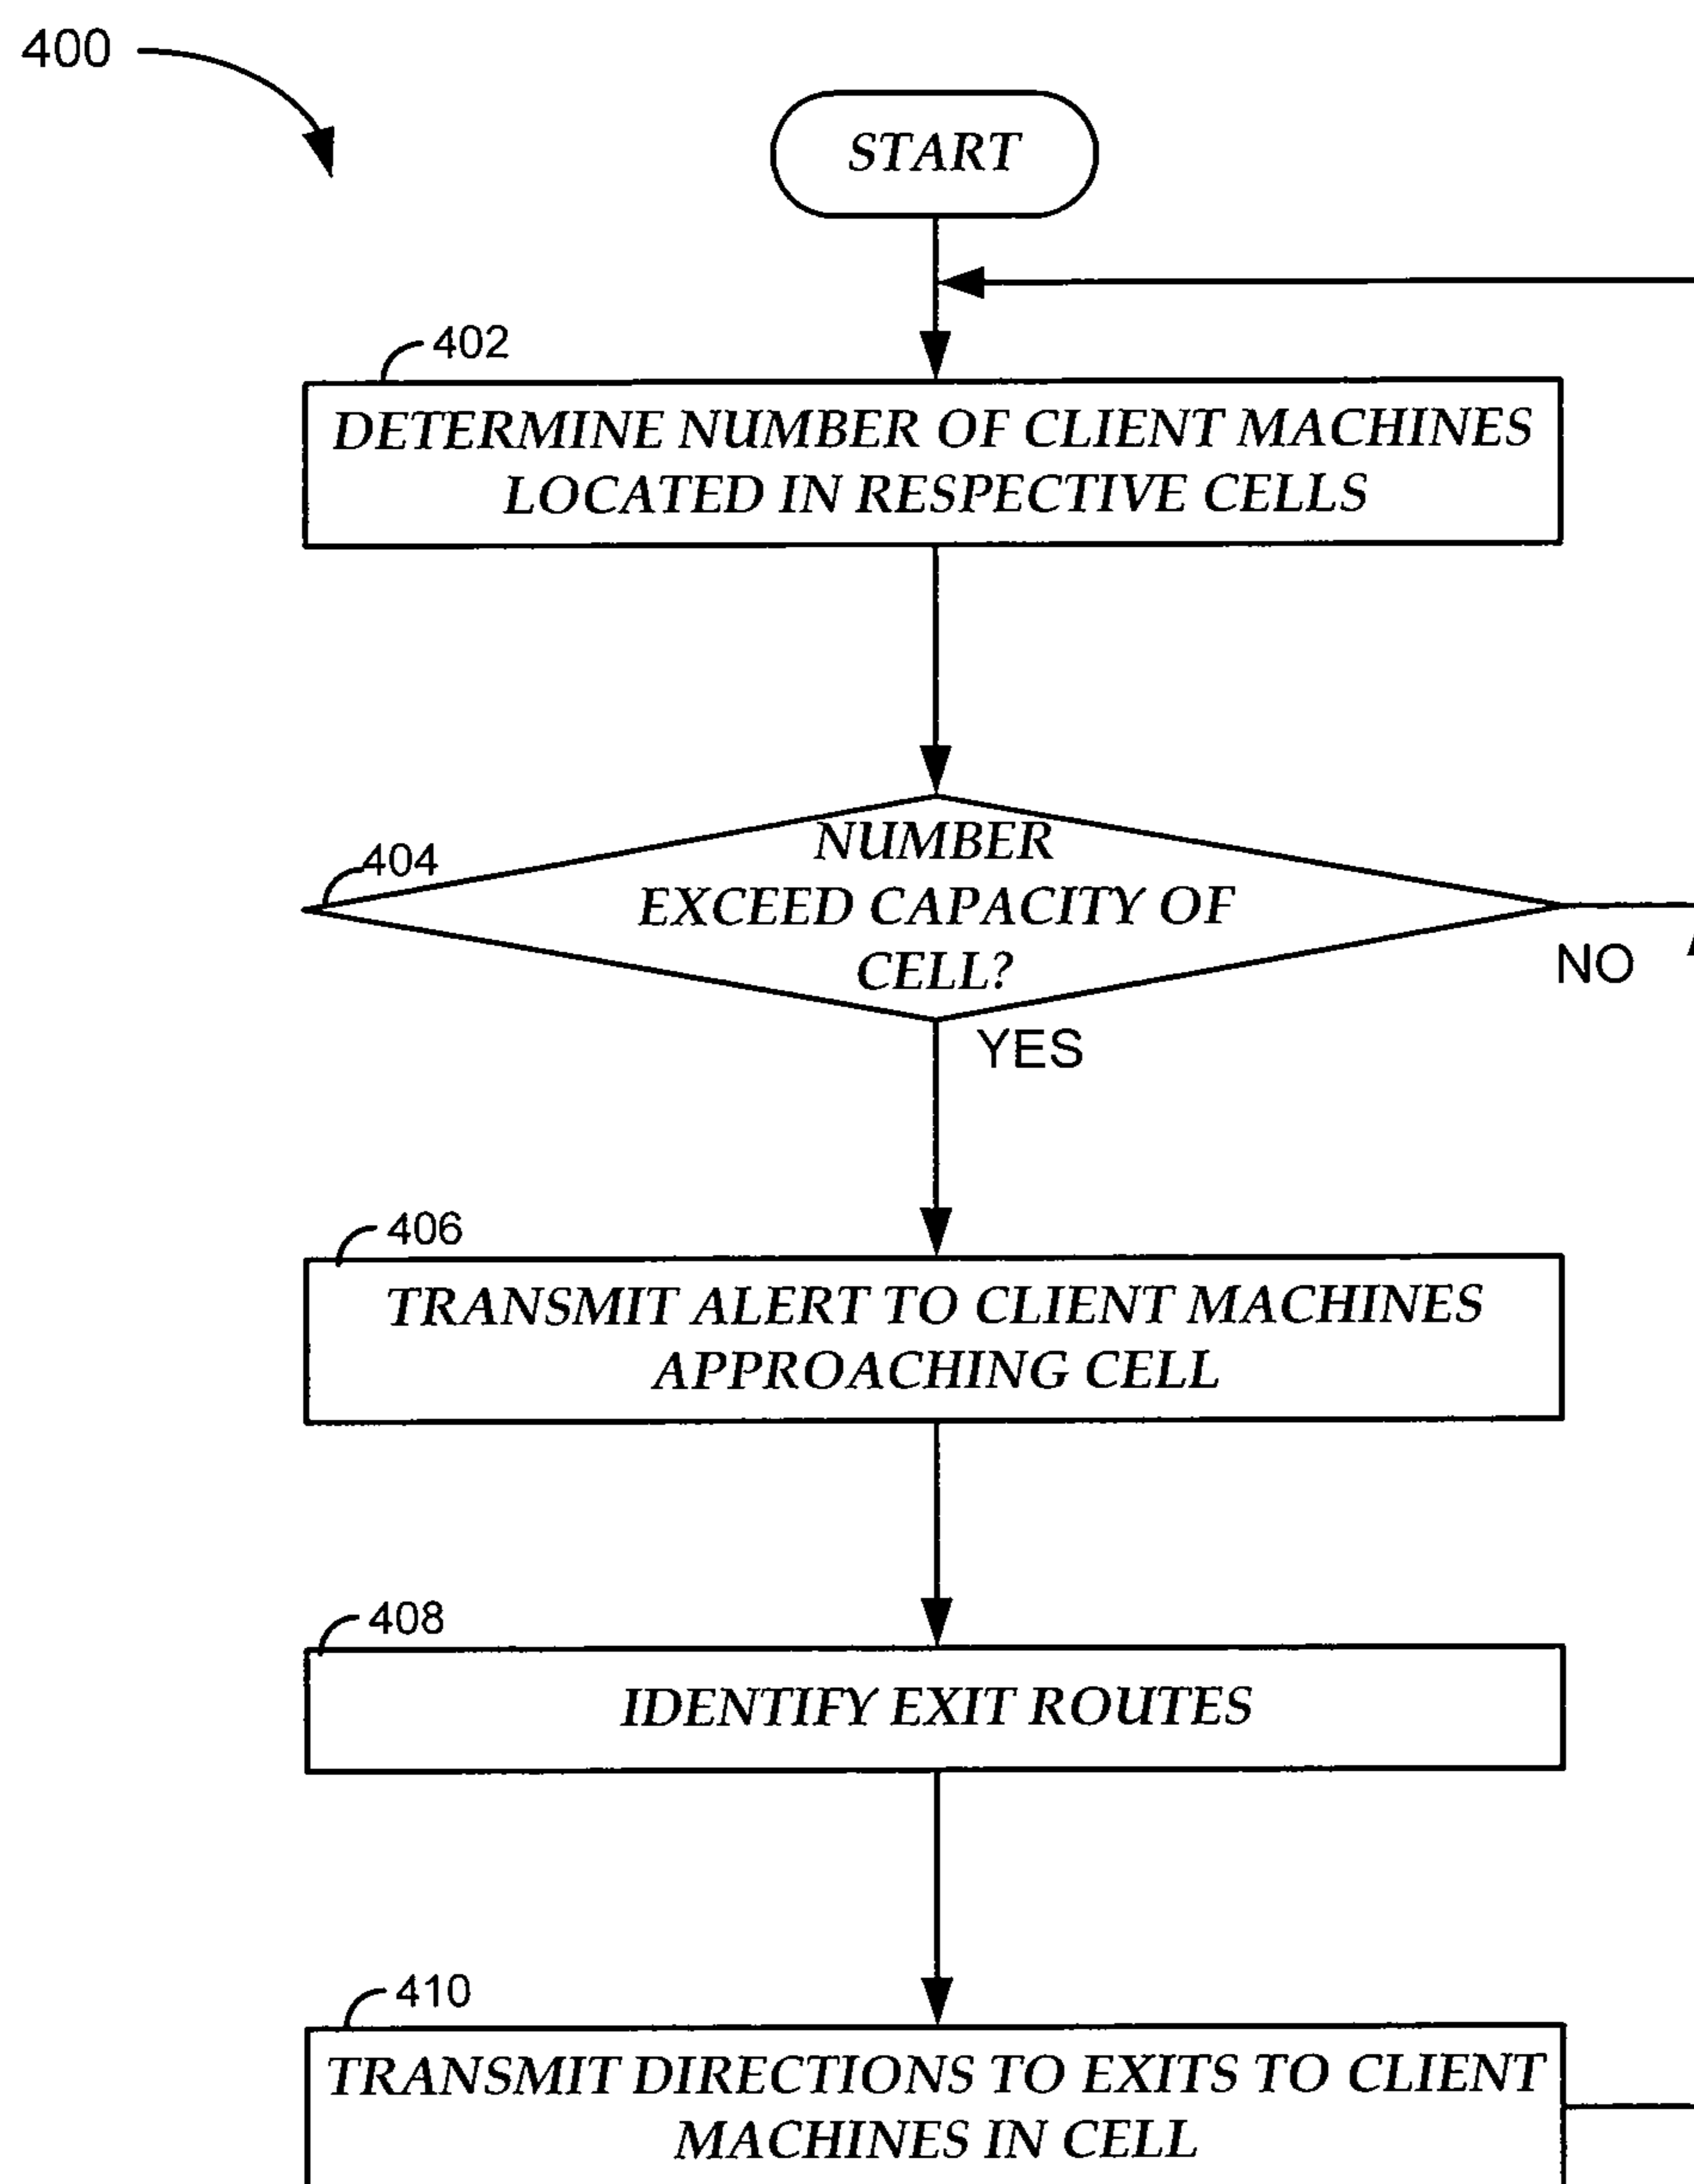 400
START
402
DETERMINE NUMBER OF CLIENT MACHINES
LOCATED IN RESPECTIVE CELLS
404
NUMBER
EXCEED CAPACITY OF
CELL?
NO
YES
406
TRANSMIT ALERT TO CLIENT MACHINES
APPROACHING CELL
408
IDENTIFY EXIT ROUTES
410
TRANSMIT DIRECTIONS TO EXITS TO CLIENT
MACHINES IN CELL